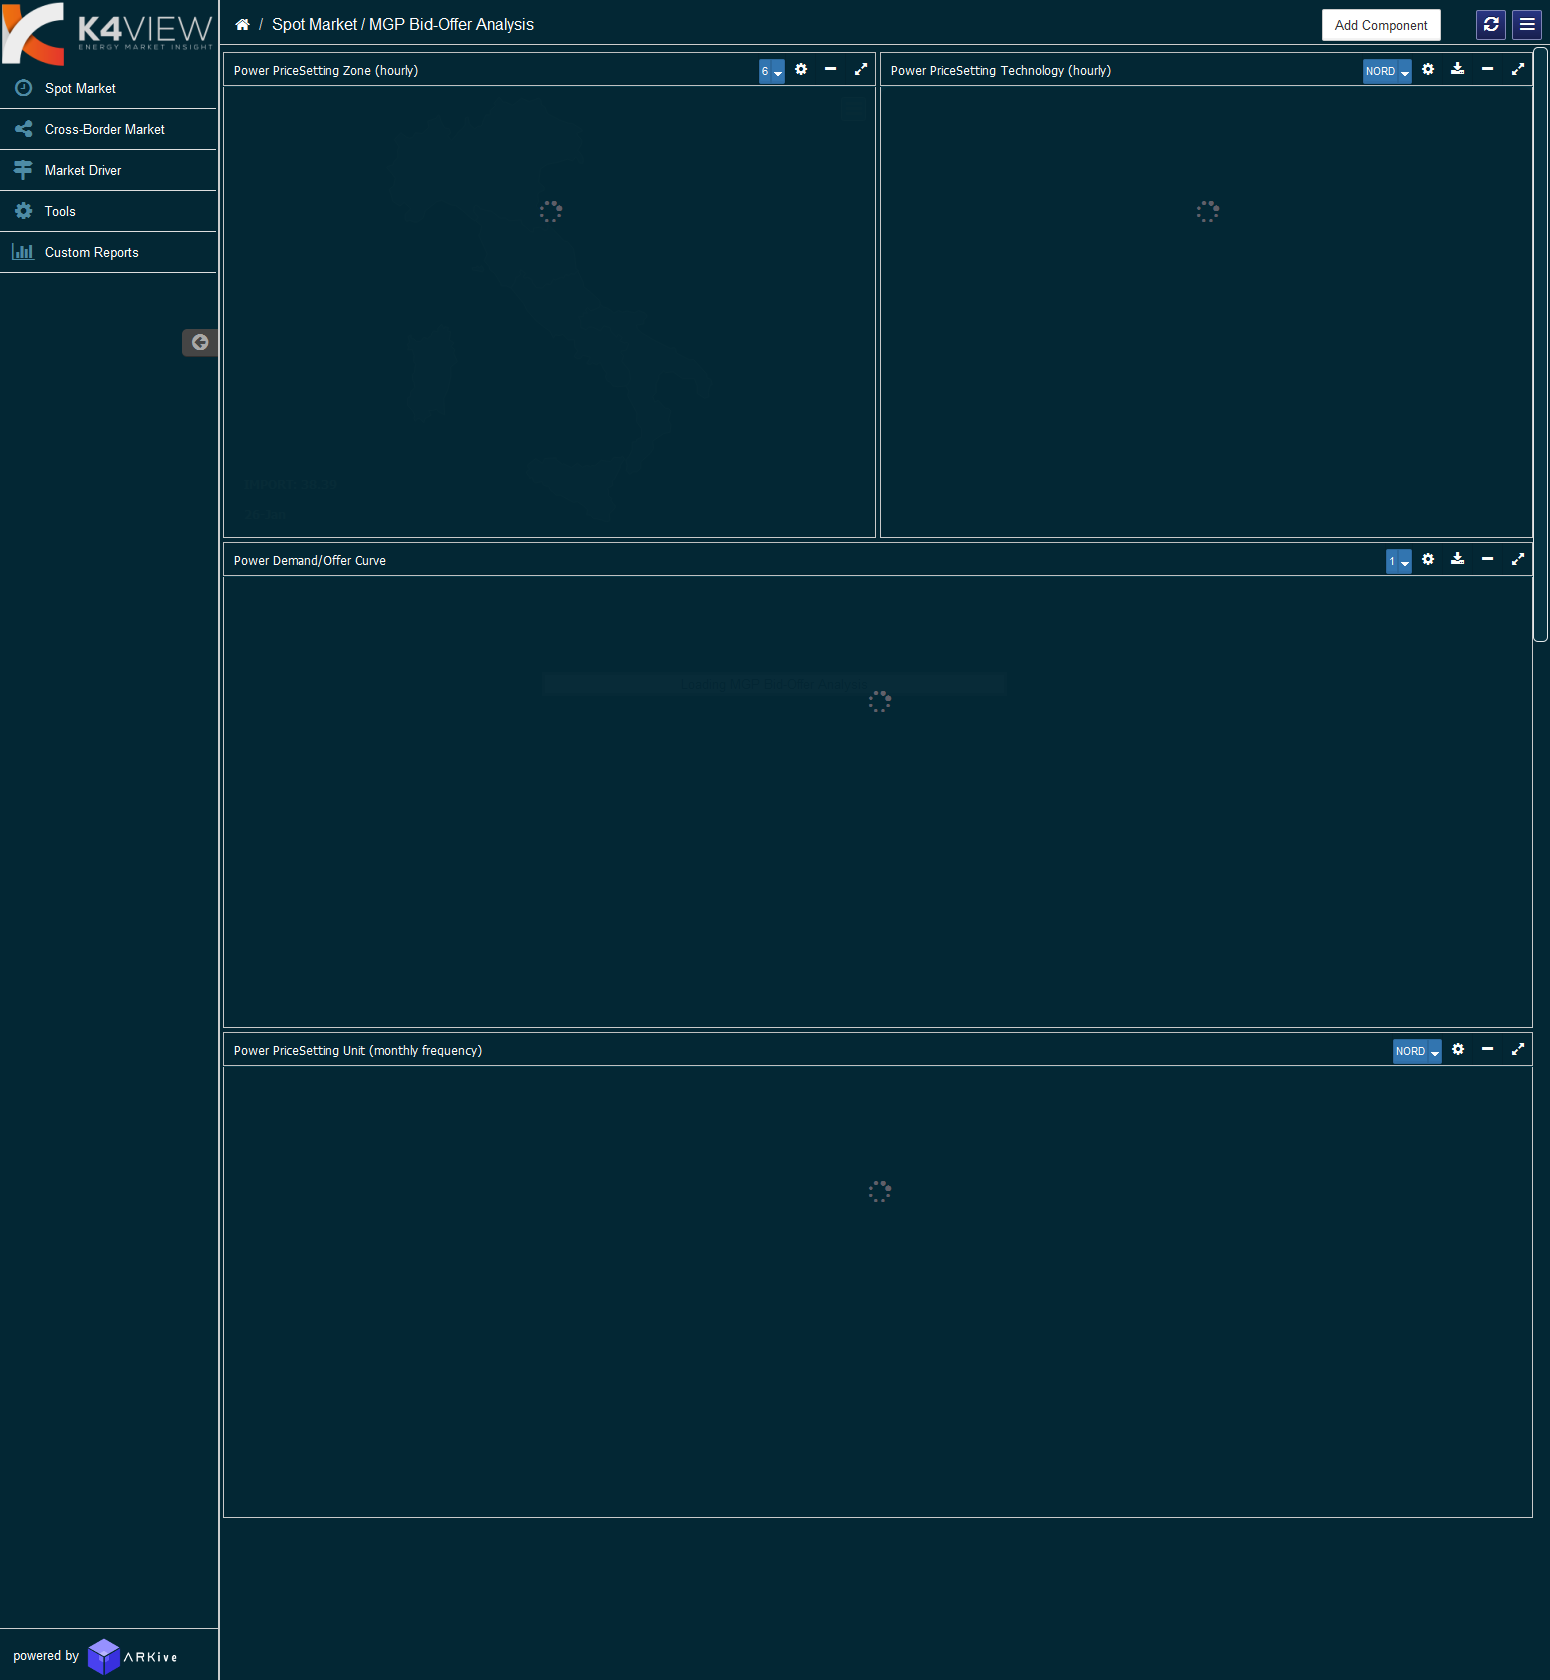 K4VIEW
ENERGY MARKET INSIGHT
Spot Market
Cross-Border Market
Market Driver
Tools
Custom Reports
/ Spot Market / MGP Bid-Offer Analysis
Add Component
Power PriceSetting Zone (hourly)
6
Power PriceSetting Technology (hourly)
NORD
Power Demand/Offer Curve
1
Power PriceSetting Unit (monthly frequency)
NORD
powered by ARKive